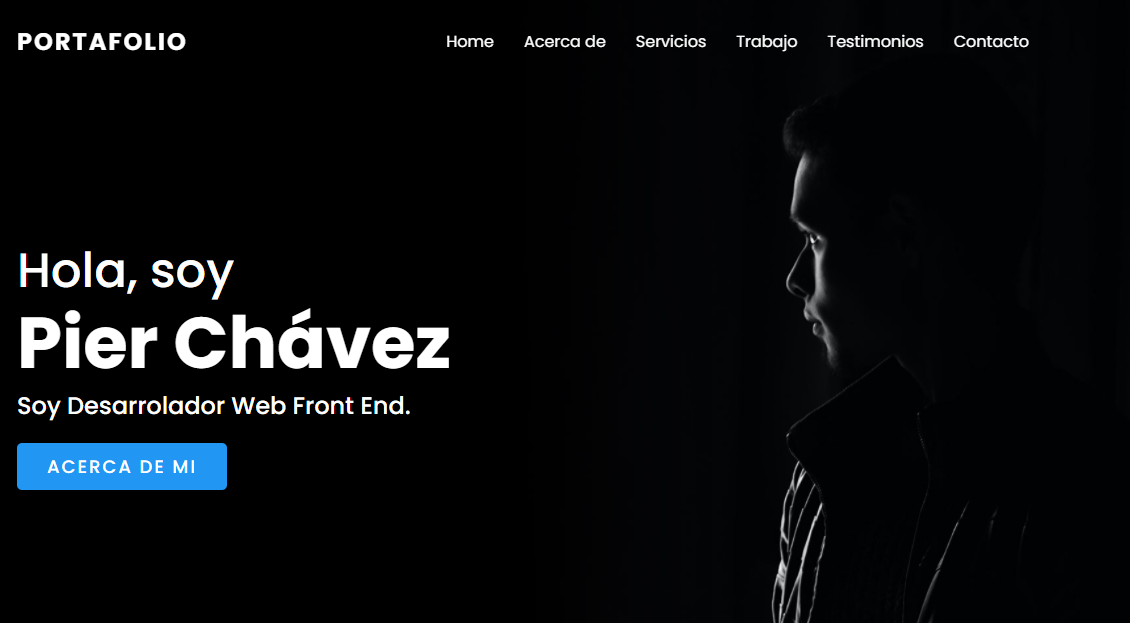 PORTAFOLIO
Home Acerca de Servicios Trabajo Testimonios Contacto
Hola, soy
Pier Chávez
Soy Desarrolador Web Front End.
ACERCA DE MI